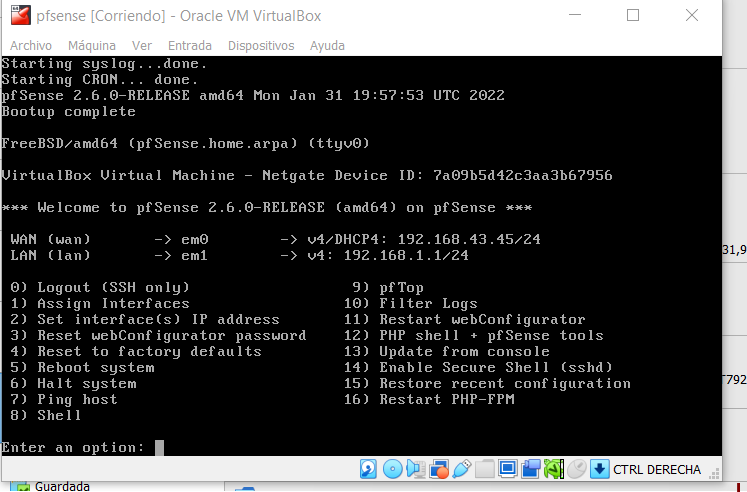 pfsense [Corriendo] - Oracle VM VirtualBox
Archivo Máquina Ver Entrada Dispositivos Ayuda
Starting syslog...done.
Starting CRON... done.
pfSense 2.6.0-RELEASE amd64 Mon Jan 31 19:57:53 UTC 2022
Bootup complete
FreeBSD/amd64 (pfSense.home.arpa) (ttyv0)
VirtualBox Virtual Machine - Netgate Device ID: 7a09b5d42c3aa3b67956
*** Welcome to pfSense 2.6.0-RELEASE (amd64) on pfSense ***
WAN (wan) -> em0 -> v4/DHCP4: 192.168.43.45/24
LAN (lan) -> em1 -> v4: 192.168.1.1/24
0) Logout (SSH only) 9) pfTop
1) Assign Interfaces 10) Filter Logs
2) Set interface(s) IP address 11) Restart webConfigurator
3) Reset webConfigurator password 12) PHP shell + pfSense tools
4) Reset to factory defaults 13) Update from console
5) Reboot system 14) Enable Secure Shell (sshd)
6) Halt system 15) Restore recent configuration
7) Ping host 16) Restart PHP-FPM
8) Shell
Enter an option:
CTRL DERECHA
Guardada
31,9
T792